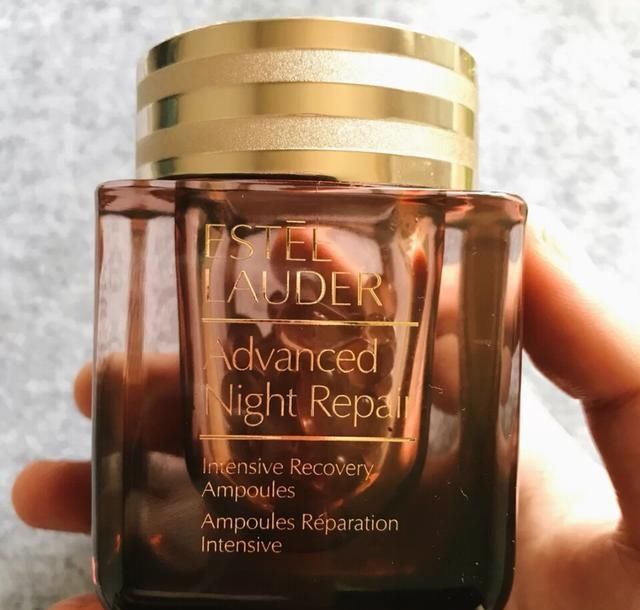 ESTĒE
LAUDER
Advanced
Night Repair
Intensive Recovery
Ampoules
Ampoules Réparation
Intensive